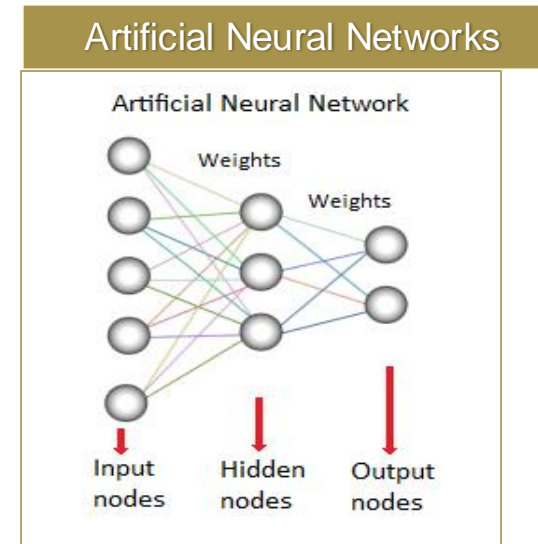 Artificial Neural Networks
Artificial Neural Network
Weights
Weights
Input
nodes
Hidden
nodes
Output
nodes